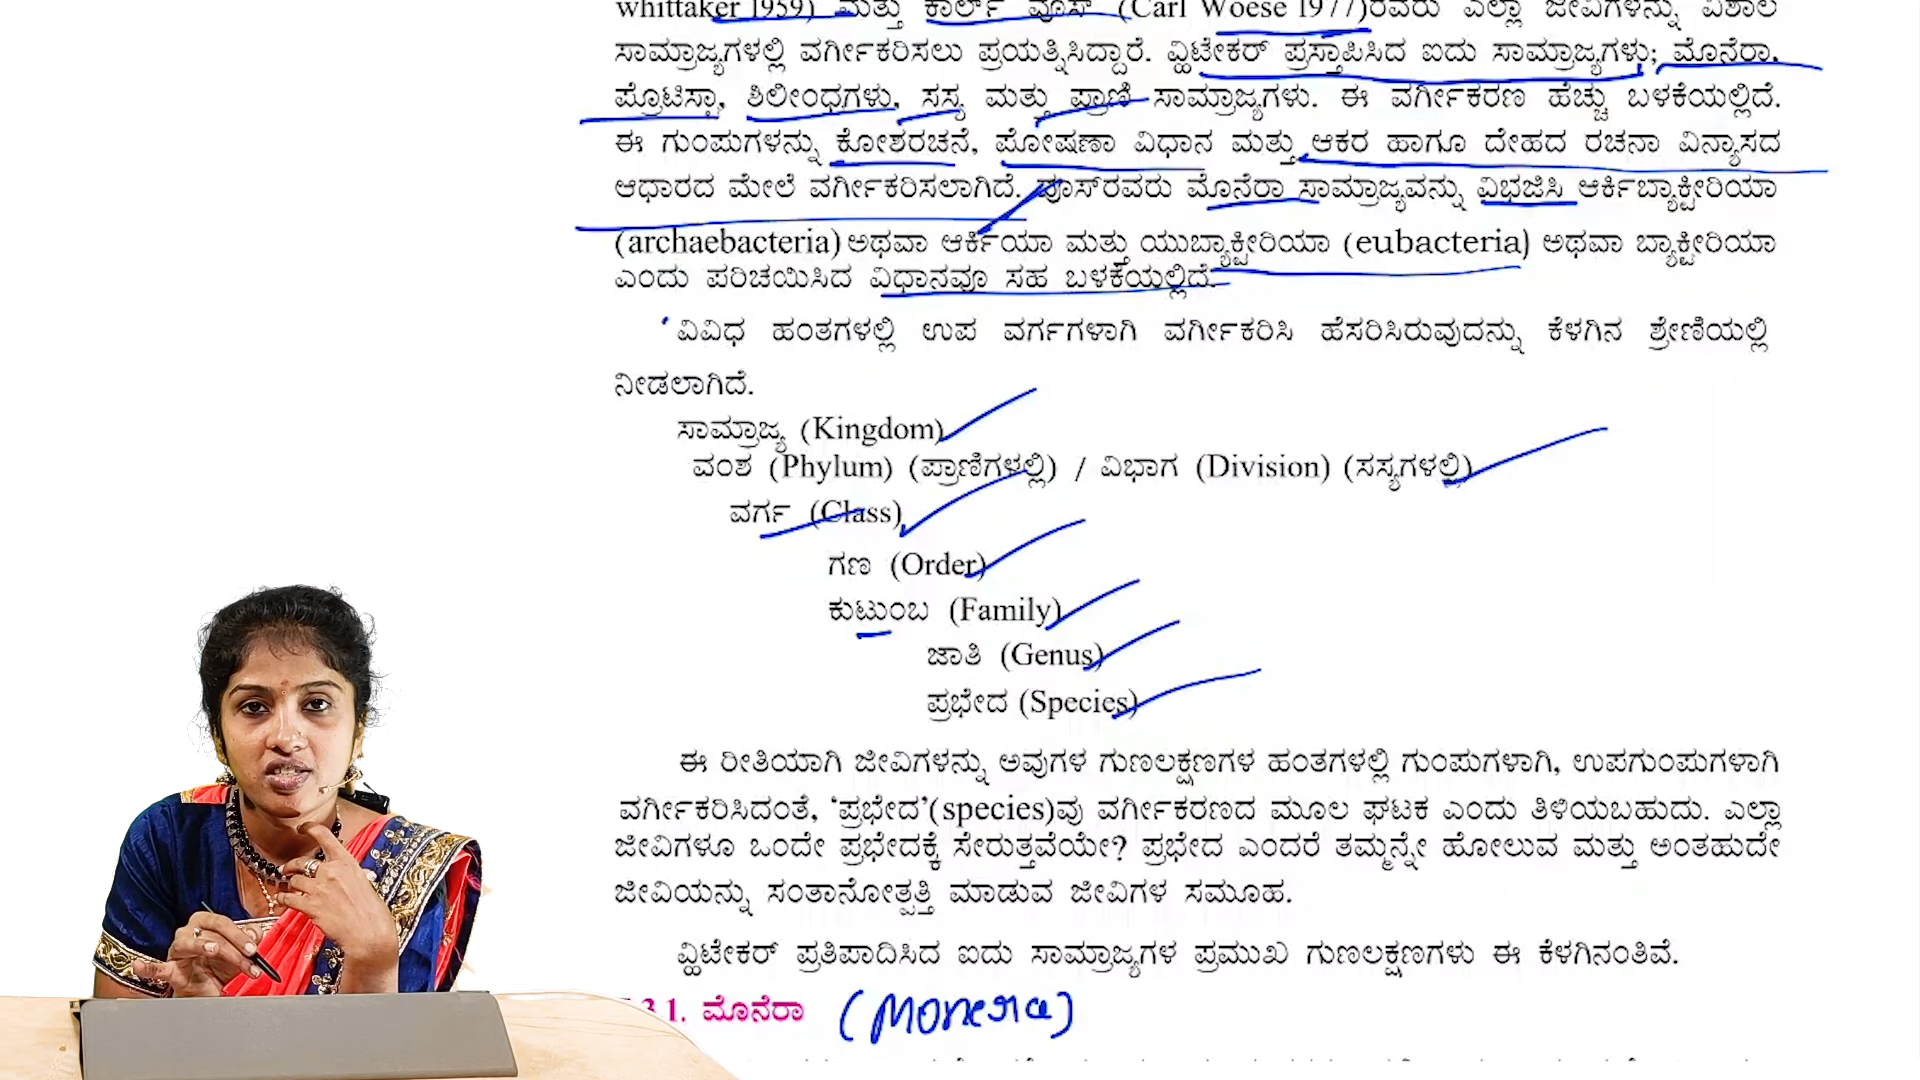 whittaker 1959) ಮತ್ತು ಕಾರ್ಲ್ ವೂಸ್ (Carl Woese 1977)ರವರು ಎಲ್ಲಾ ಜೀವಿಗಳನ್ನು ವಿಶಾಲ
ಸಾಮ್ರಾಜ್ಯಗಳಲ್ಲಿ ವರ್ಗೀಕರಿಸಲು ಪ್ರಯತ್ನಿಸಿದ್ದಾರೆ. ವ್ಹಿಟೇಕರ್ ಪ್ರಸ್ತಾಪಿಸಿದ ಐದು ಸಾಮ್ರಾಜ್ಯಗಳು; ಮೊನೆರಾ,
ಪ್ರೊಟಿಸ್ಟಾ, ಶಿಲೀಂಧ್ರಗಳು, ಸಸ್ಯ ಮತ್ತು ಪ್ರಾಣಿ ಸಾಮ್ರಾಜ್ಯಗಳು. ಈ ವರ್ಗೀಕರಣ ಹೆಚ್ಚು ಬಳಕೆಯಲ್ಲಿದೆ.
ಈ ಗುಂಪುಗಳನ್ನು ಕೋಶರಚನೆ, ಪೋಷಣಾ ವಿಧಾನ ಮತ್ತು ಆಕರ ಹಾಗೂ ದೇಹದ ರಚನಾ ವಿನ್ಯಾಸದ
ಆಧಾರದ ಮೇಲೆ ವರ್ಗೀಕರಿಸಲಾಗಿದೆ. ವೂಸ್‌ರವರು ಮೊನೆರಾ ಸಾಮ್ರಾಜ್ಯವನ್ನು ವಿಭಜಿಸಿ ಆರ್ಕಿಬ್ಯಾಕ್ಟೀರಿಯಾ
(archaebacteria) ಅಥವಾ ಆರ್ಕಿಯಾ ಮತ್ತು ಯುಬ್ಯಾಕ್ಟೀರಿಯಾ (eubacteria) ಅಥವಾ ಬ್ಯಾಕ್ಟೀರಿಯಾ
ಎಂದು ಪರಿಚಯಿಸಿದ ವಿಧಾನವೂ ಸಹ ಬಳಕೆಯಲ್ಲಿದೆ.
ವಿವಿಧ ಹಂತಗಳಲ್ಲಿ ಉಪ ವರ್ಗಗಳಾಗಿ ವರ್ಗೀಕರಿಸಿ ಹೆಸರಿಸಿರುವುದನ್ನು ಕೆಳಗಿನ ಶ್ರೇಣಿಯಲ್ಲಿ
ನೀಡಲಾಗಿದೆ.
ಸಾಮ್ರಾಜ್ಯ (Kingdom)
ವಂಶ (Phylum) (ಪ್ರಾಣಿಗಳಲ್ಲಿ) / ವಿಭಾಗ (Division) (ಸಸ್ಯಗಳಲ್ಲಿ)
ವರ್ಗ (Class)
ಗಣ (Order)
ಕುಟುಂಬ (Family)
ಜಾತಿ (Genus)
ಪ್ರಭೇದ (Species)
ಈ ರೀತಿಯಾಗಿ ಜೀವಿಗಳನ್ನು ಅವುಗಳ ಗುಣಲಕ್ಷಣಗಳ ಹಂತಗಳಲ್ಲಿ ಗುಂಪುಗಳಾಗಿ, ಉಪಗುಂಪುಗಳಾಗಿ
ವರ್ಗೀಕರಿಸಿದಂತೆ, ‘ಪ್ರಭೇದ’(species)ವು ವರ್ಗೀಕರಣದ ಮೂಲ ಘಟಕ ಎಂದು ತಿಳಿಯಬಹುದು. ಎಲ್ಲಾ
ಜೀವಿಗಳೂ ಒಂದೇ ಪ್ರಭೇದಕ್ಕೆ ಸೇರುತ್ತವೆಯೇ? ಪ್ರಭೇದ ಎಂದರೆ ತಮ್ಮನ್ನೇ ಹೋಲುವ ಮತ್ತು ಅಂತಹುದೇ
ಜೀವಿಯನ್ನು ಸಂತಾನೋತ್ಪತ್ತಿ ಮಾಡುವ ಜೀವಿಗಳ ಸಮೂಹ.
ವ್ಹಿಟೇಕರ್ ಪ್ರತಿಪಾದಿಸಿದ ಐದು ಸಾಮ್ರಾಜ್ಯಗಳ ಪ್ರಮುಖ ಗುಣಲಕ್ಷಣಗಳು ಈ ಕೆಳಗಿನಂತಿವೆ.
3.1. ಮೊನೆರಾ (Monera)